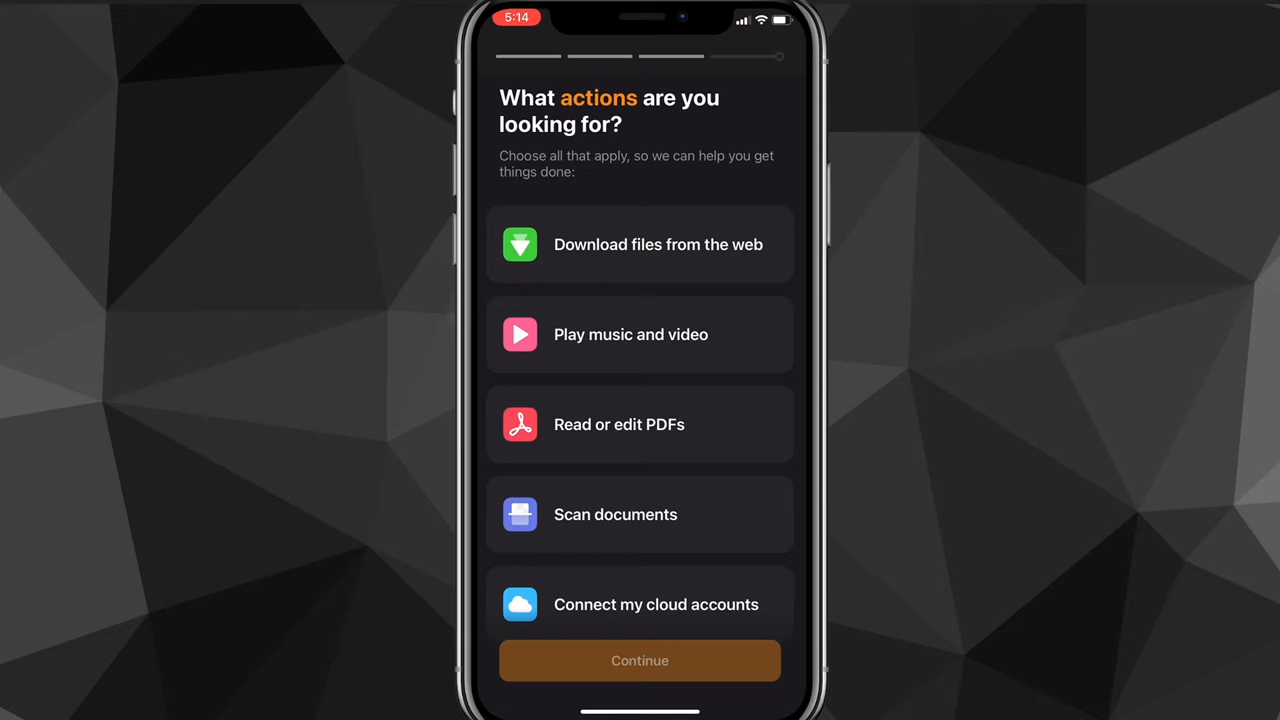 5:14
What actions are you
looking for?
Choose all that apply, so we can help you get
things done:
Download files from the web
Play music and video
Read or edit PDFs
Scan documents
Connect my cloud accounts
Continue